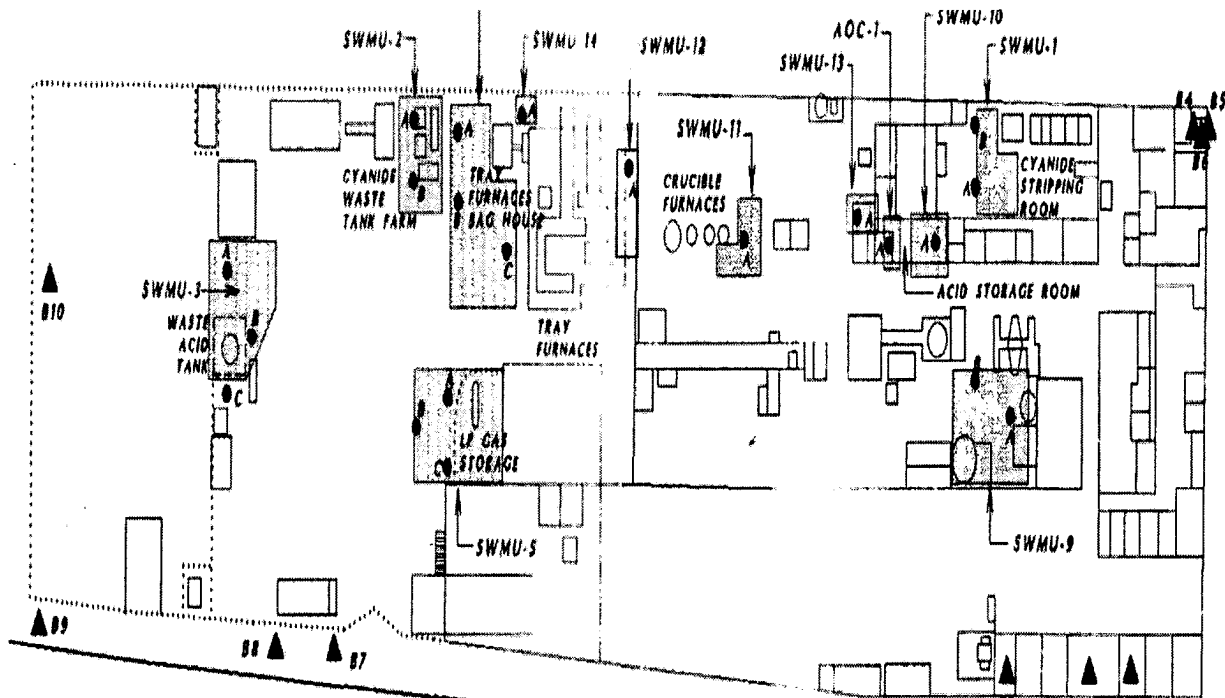 SWMU-2
SWMU-14
SWMU-12
AOC-1
SWMU-10
SWMU-1
SWMU-13
B4
B5
B6
SWMU-11
A
A
A
B
CYANIDE
WASTE
TANK FARM
TRAY
FURNACES
B BAG HOUSE
C
A
CRUCIBLE
FURNACES
A
A
A
A
B
A
CYANIDE
STRIPPING
ROOM
ACID STORAGE ROOM
A
SWMU-3
B10
WASTE
ACID
TANK
B
C
TRAY
FURNACES
LP GAS
STORAGE
C
A
SWMU-5
SWMU-9
B9
B8
B7